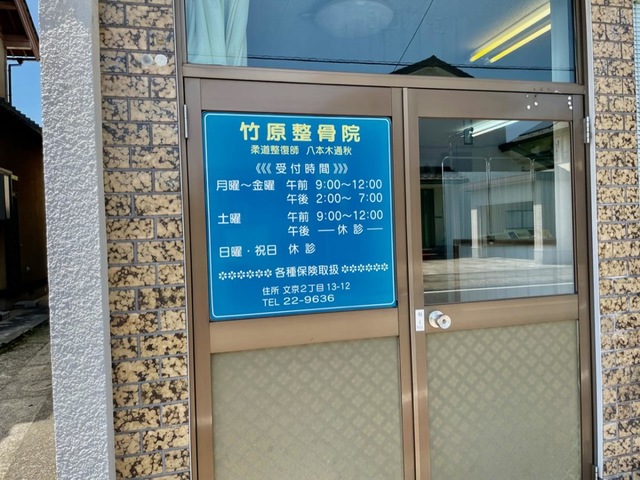 竹原整骨院
柔道整復師 八本木通秋
《《《 受付時間 》》》
月曜～金曜 午前 9:00～12:00
午後 2:00～ 7:00
土曜 午前 9:00～12:00
午後 ―休診―
日曜・祝日 休診
✲✲✲✲✲✲ 各種保険取扱 ✲✲✲✲✲✲
住所 文京2丁目13-12
TEL 22-9636